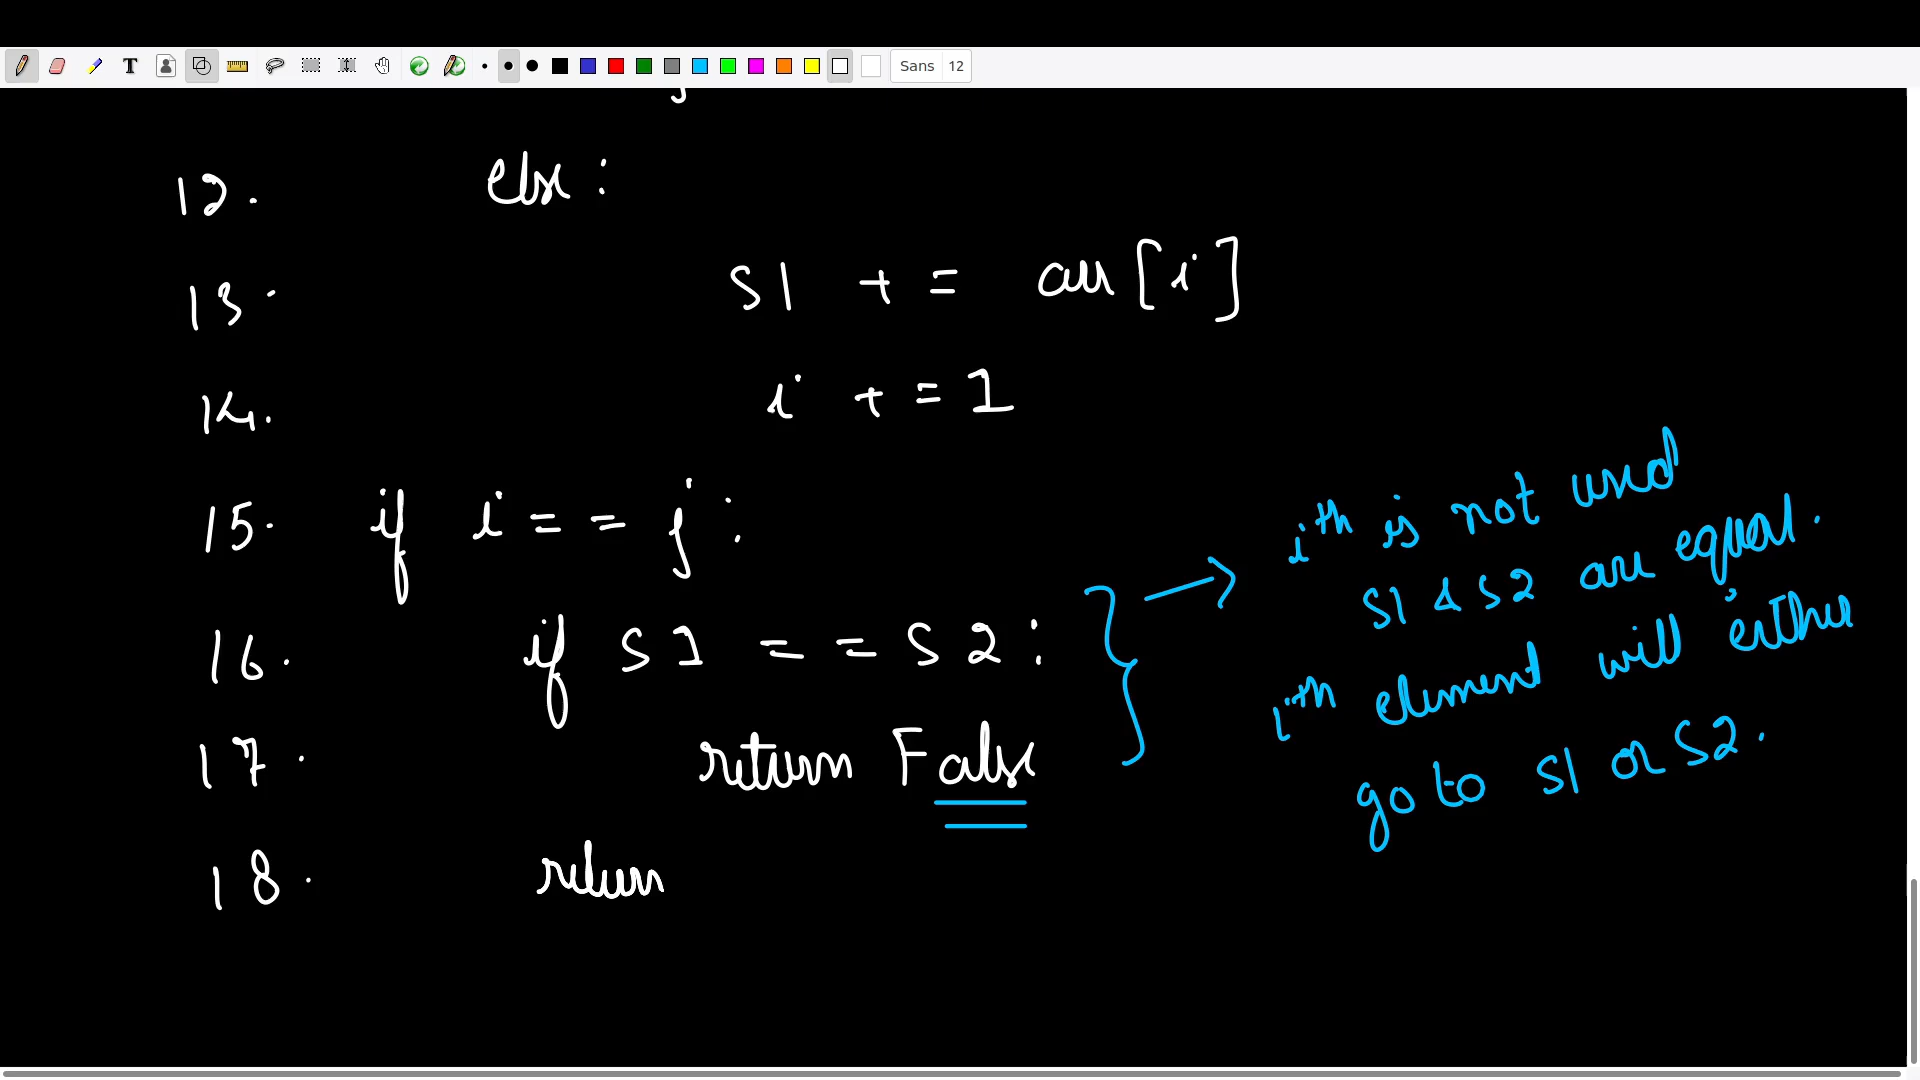 Sans 12
12. else:
13. S1 += arr[i]
14. i += 1
15. if i == j:
16. if S1 == S2:
17. return False
18. return
ith is not used
S1 & S2 are equal.
ith element will either
go to S1 or S2.